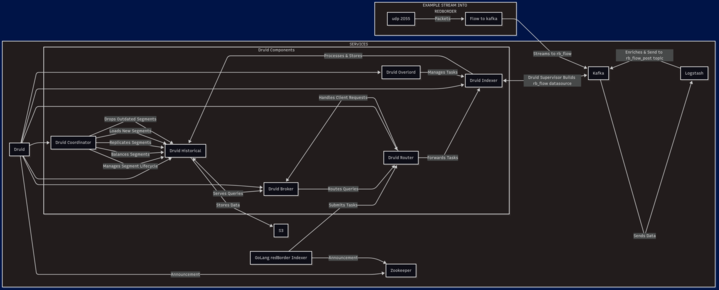 EXAMPLE STREAM INTO
REDBORDER
udp 2055
Packets
Flow to kafka
SERVICES
Druid Components
Processes & Stores
Streams to rb_flow
Enriches & Send to
rb_flow_post topic
Druid Overlord
Manages Tasks
Druid Indexer
Druid Supervisor Builds
rb_flow datasource
Kafka
Logstash
Handles Client Requests
Drops Outdated Segments
Loads New Segments
Replicates Segments
Balances Segments
Manages Segment Lifecycle
Druid
Druid Coordinator
Druid Historical
Druid Router
Forwards Tasks
Druid Broker
Routes Queries
Serves Queries
Stores Data
Submits Tasks
S3
Sends Data
GoLang redBorder Indexer
Announcement
Zookeeper
Announcement